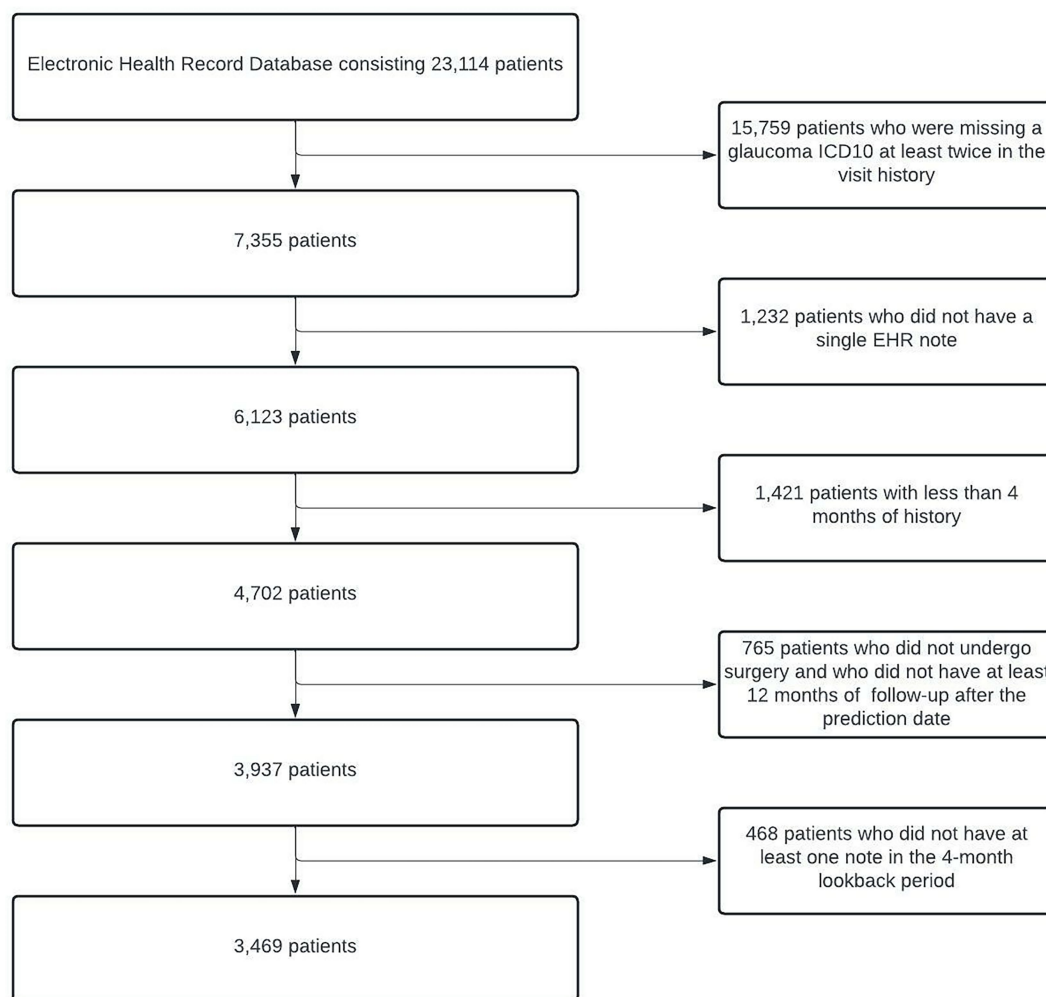 Electronic Health Record Database consisting 23,114 patients
15,759 patients who were missing a
glaucoma ICD10 at least twice in the
visit history
7,355 patients
1,232 patients who did not have a
single EHR note
6,123 patients
1,421 patients with less than 4
months of history
4,702 patients
765 patients who did not undergo
surgery and who did not have at least
12 months of  follow-up after the
prediction date
3,937 patients
468 patients who did not have at
least one note in the 4-month
lookback period
3,469 patients